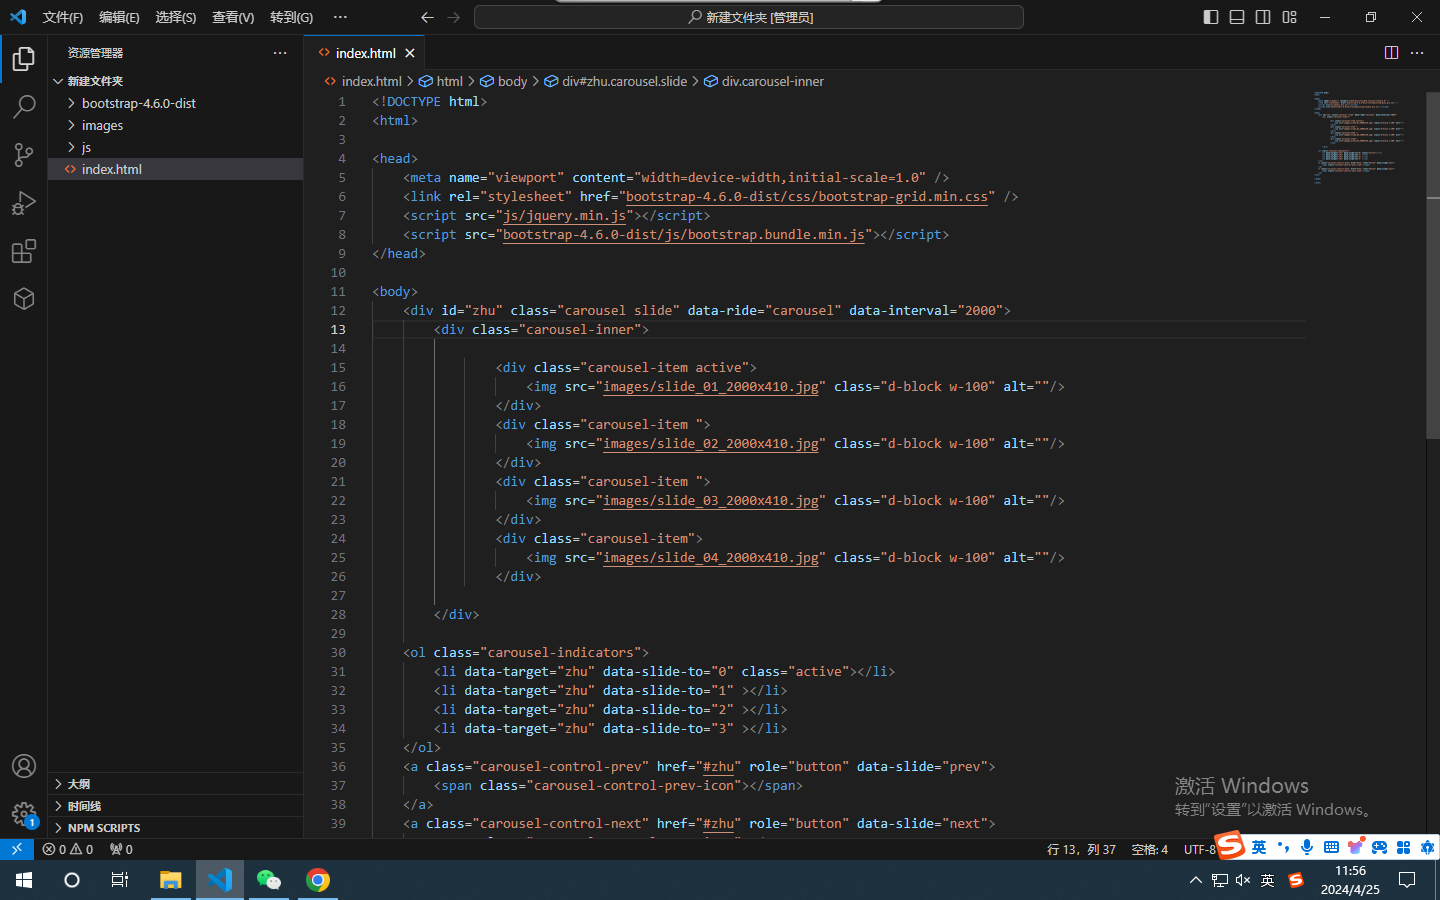 文件(F) 编辑(E) 选择(S) 查看(V) 转到(G) ··· 新建文件夹 [管理员]
资源管理器 ···
index.html
新建文件夹
bootstrap-4.6.0-dist
images
js
index.html
index.html > html > body > div#zhu.carousel.slide > div.carousel-inner
1 <!DOCTYPE html>
2 <html>
3
4 <head>
5 <meta name="viewport" content="width=device-width,initial-scale=1.0" />
6 <link rel="stylesheet" href="bootstrap-4.6.0-dist/css/bootstrap-grid.min.css" />
7 <script src="js/jquery.min.js"></script>
8 <script src="bootstrap-4.6.0-dist/js/bootstrap.bundle.min.js"></script>
9 </head>
10
11 <body>
12 <div id="zhu" class="carousel slide" data-ride="carousel" data-interval="2000">
13 <div class="carousel-inner">
14
15 <div class="carousel-item active">
16 <img src="images/slide_01_2000x410.jpg" class="d-block w-100" alt=""/>
17 </div>
18 <div class="carousel-item ">
19 <img src="images/slide_02_2000x410.jpg" class="d-block w-100" alt=""/>
20 </div>
21 <div class="carousel-item ">
22 <img src="images/slide_03_2000x410.jpg" class="d-block w-100" alt=""/>
23 </div>
24 <div class="carousel-item">
25 <img src="images/slide_04_2000x410.jpg" class="d-block w-100" alt=""/>
26 </div>
27
28 </div>
29
30 <ol class="carousel-indicators">
31 <li data-target="zhu" data-slide-to="0" class="active"></li>
32 <li data-target="zhu" data-slide-to="1" ></li>
33 <li data-target="zhu" data-slide-to="2" ></li>
34 <li data-target="zhu" data-slide-to="3" ></li>
35 </ol>
36 <a class="carousel-control-prev" href="#zhu" role="button" data-slide="prev">
37 <span class="carousel-control-prev-icon"></span>
38 </a>
39 <a class="carousel-control-next" href="#zhu" role="button" data-slide="next">
大纲
时间线
NPM SCRIPTS
激活 Windows
转到“设置”以激活 Windows。
1
0 0 0
行 13，列 37 空格: 4 UTF-8
S 英
英 S
11:56
2024/4/25